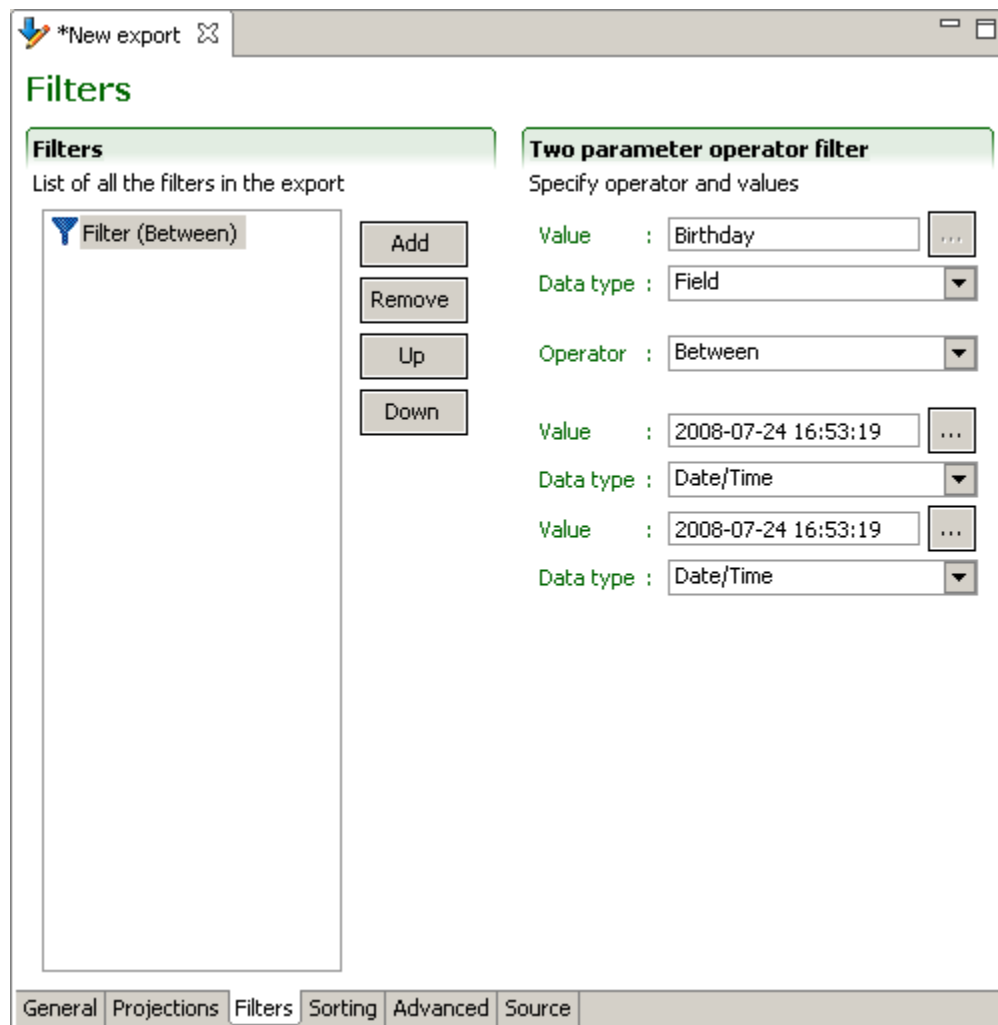 *New export
Filters
Filters
List of all the filters in the export
Filter (Between)
Add
Remove
Up
Down
Two parameter operator filter
Specify operator and values
Value : Birthday ...
Data type : Field
Operator : Between
Value : 2008-07-24 16:53:19 ...
Data type : Date/Time
Value : 2008-07-24 16:53:19 ...
Data type : Date/Time
General Projections Filters Sorting Advanced Source